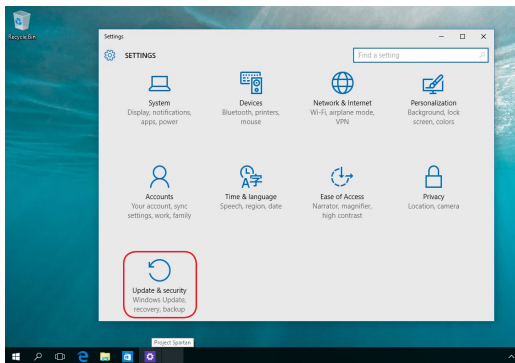 Recycle Bin
Settings
SETTINGS
Find a setting
System
Display, notifications,
apps, power
Devices
Bluetooth, printers,
mouse
Network & Internet
Wi-Fi, airplane mode,
VPN
Personalization
Background, lock
screen, colors
Accounts
Your account, sync
settings, work, family
Time & language
Speech, region, date
Ease of Access
Narrator, magnifier,
high contrast
Privacy
Location, camera
Update & security
Windows Update,
recovery, backup
Project Spartan